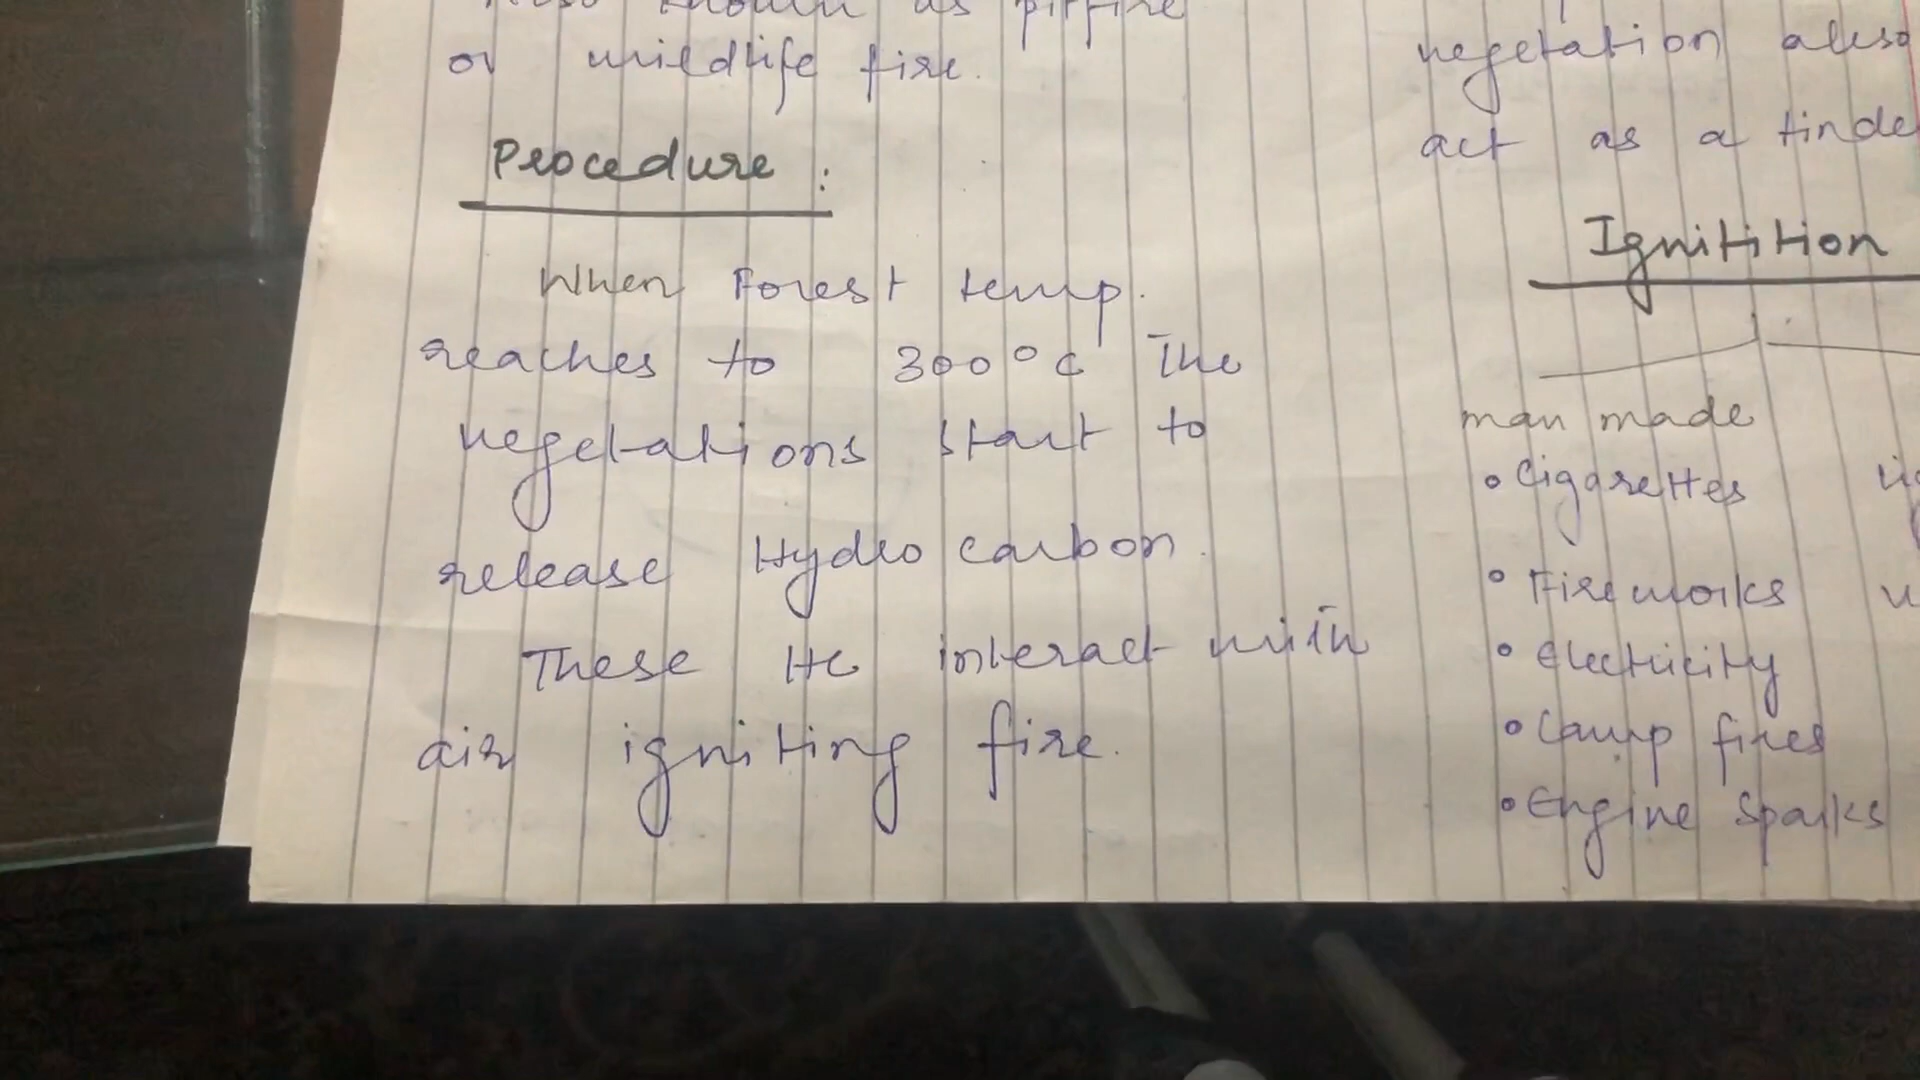 or wildlife fire.
Procedure :
When Forest temp.
reaches to 300°c The
vegetations start to
release Hydro carbon.
These HC interact with
air igniting fire.
vegetation also
act as a
Ignitition
man made
• Cigarettes
• Fireworks
• Electricity
• Camp fires
• Engine Sparks